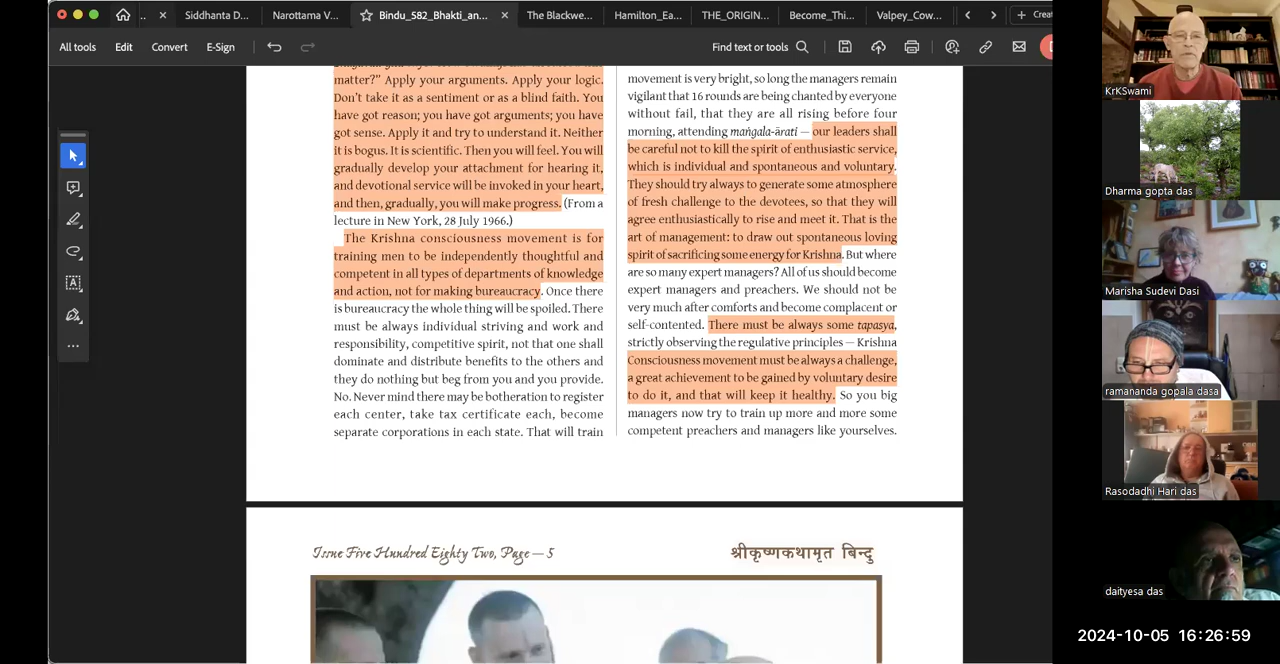 Siddhanta D...
Narottama V...
Bindu_582_Bhakti_an...
The Blackwe...
Hamilton_Ea...
THE_ORIGIN...
Become_Thi...
Valpey_Cow...
All tools
Edit
Convert
E-Sign
Find text or tools
matter?” Apply your arguments. Apply your logic.
Don’t take it as a sentiment or as a blind faith. You
have got reason; you have got arguments; you have
got sense. Apply it and try to understand it. Neither
it is bogus. It is scientific. Then you will feel. You will
gradually develop your attachment for hearing it,
and devotional service will be invoked in your heart,
and then, gradually, you will make progress. (From a
lecture in New York, 28 July 1966.)
The Krishna consciousness movement is for
training men to be independently thoughtful and
competent in all types of departments of knowledge
and action, not for making bureaucracy. Once there
is bureaucracy the whole thing will be spoiled. There
must be always individual striving and work and
responsibility, competitive spirit, not that one shall
dominate and distribute benefits to the others and
they do nothing but beg from you and you provide.
No. Never mind there may be botheration to register
each center, take tax certificate each, become
separate corporations in each state. That will train
movement is very bright, so long the managers remain
vigilant that 16 rounds are being chanted by everyone
without fail, that they are all rising before four
morning, attending maṅgala-ārati — our leaders shall
be careful not to kill the spirit of enthusiastic service,
which is individual and spontaneous and voluntary.
They should try always to generate some atmosphere
of fresh challenge to the devotees, so that they will
agree enthusiastically to rise and meet it. That is the
art of management: to draw out spontaneous loving
spirit of sacrificing some energy for Krishna. But where
are so many expert managers? All of us should become
expert managers and preachers. We should not be
very much after comforts and become complacent or
self-contented. There must be always some tapasya,
strictly observing the regulative principles — Krishna
Consciousness movement must be always a challenge,
a great achievement to be gained by voluntary desire
to do it, and that will keep it healthy. So you big
managers now try to train up more and more some
competent preachers and managers like yourselves.
Issue Five Hundred Eighty Two, Page — 5
श्रीकृष्णकथामृत बिन्दु
KrKSwami
Dharma gopta das
Marisha Sudevi Dasi
ramananda gopala dasa
Rasodadhi Hari das
daityesa das
2024-10-05 16:26:59